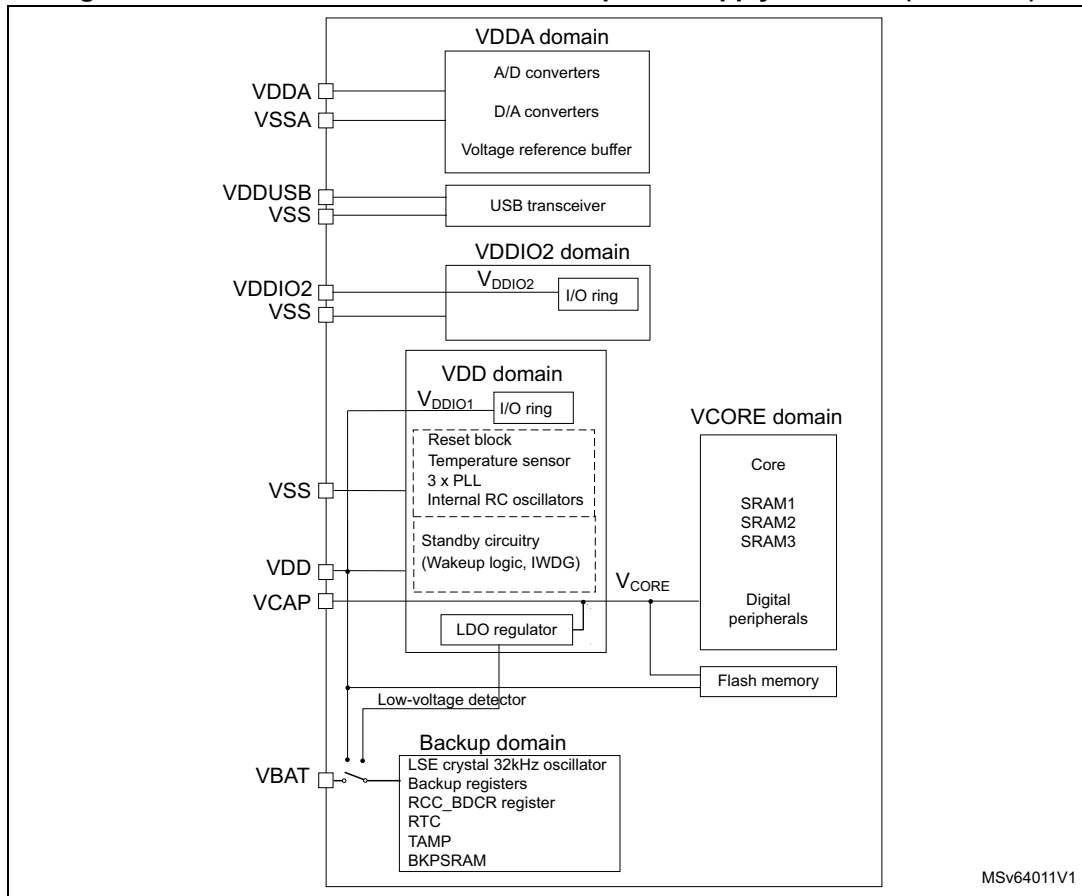 VDDA domain
A/D converters
VDDA
D/A converters
VSSA
Voltage reference buffer
VDDUSB
USB transceiver
VSS
VDDIO2 domain
VDDIO2
VDDIO2
I/O ring
VSS
VDD domain
VDDIO1
I/O ring
VCORE domain
Reset block
Temperature sensor
3 x PLL
Internal RC oscillators
VSS
Core
SRAM1
SRAM2
SRAM3
Standby circuitry
(Wakeup logic, IWDG)
VDD
VCORE
VCAP
Digital
peripherals
LDO regulator
Flash memory
Low-voltage detector
Backup domain
VBAT
LSE crystal 32kHz oscillator
Backup registers
RCC_BDCR register
RTC
TAMP
BKPSRAM
MSv64011V1